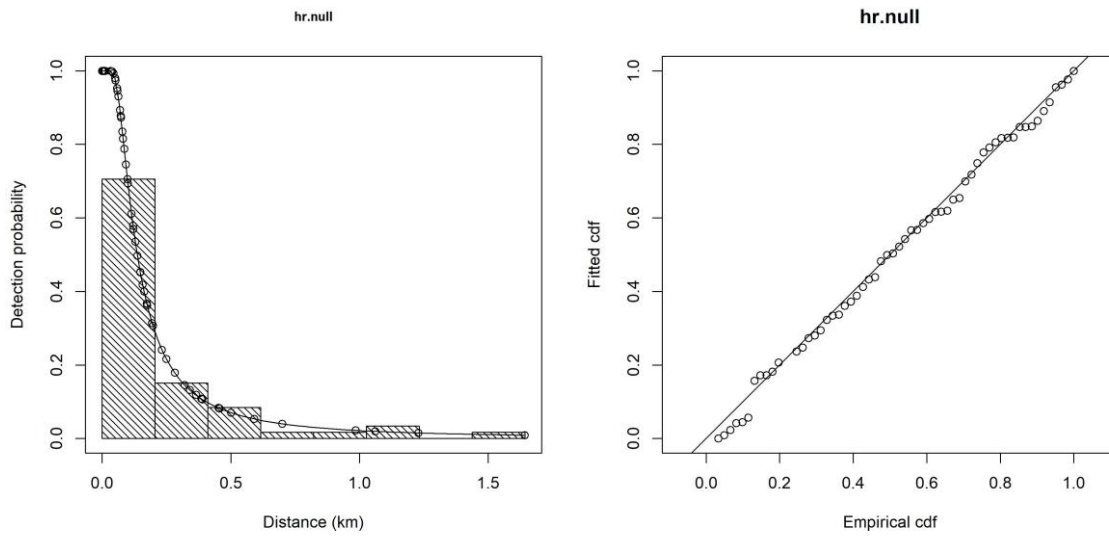 hr.null
Detection probability
1.0
0.8
0.6
0.4
0.2
0.0
0.0 0.5 1.0 1.5
Distance (km)
hr.null
Fitted cdf
1.0
0.8
0.6
0.4
0.2
0.0
0.0 0.2 0.4 0.6 0.8 1.0
Empirical cdf